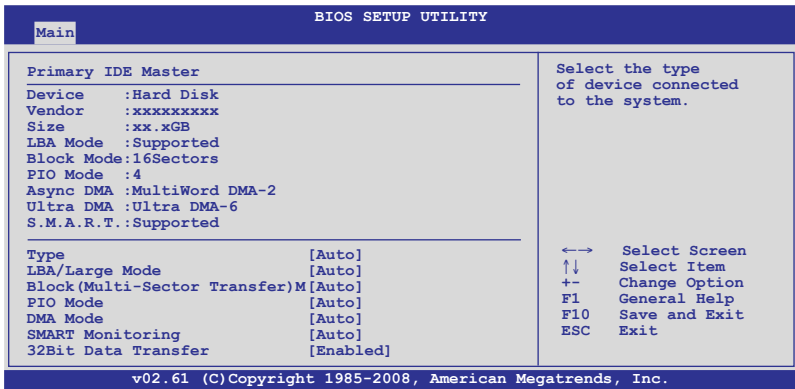 BIOS SETUP UTILITY
Main
Primary IDE Master
Device :Hard Disk
Vendor :xxxxxxxxx
Size :xx.xGB
LBA Mode :Supported
Block Mode:16Sectors
PIO Mode :4
Async DMA :MultiWord DMA-2
Ultra DMA :Ultra DMA-6
S.M.A.R.T.:Supported
Type [Auto]
LBA/Large Mode [Auto]
Block(Multi-Sector Transfer)M[Auto]
PIO Mode [Auto]
DMA Mode [Auto]
SMART Monitoring [Auto]
32Bit Data Transfer [Enabled]
Select the type
of device connected
to the system.
←→ Select Screen
↑↓ Select Item
+- Change Option
F1 General Help
F10 Save and Exit
ESC Exit
v02.61 (C)Copyright 1985-2008, American Megatrends, Inc.